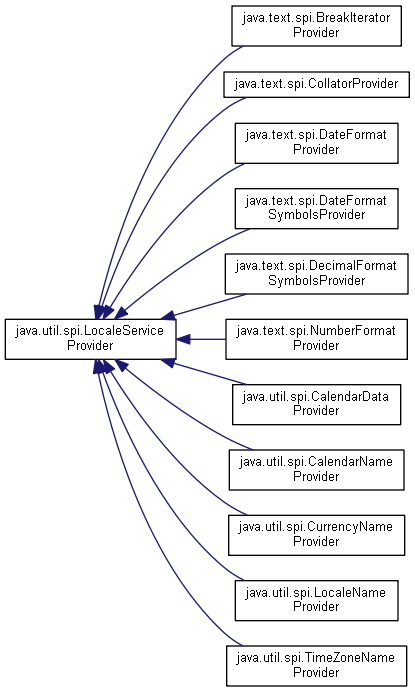 java.text.spi.BreakIterator
Provider
java.text.spi.CollatorProvider
java.text.spi.DateFormat
Provider
java.text.spi.DateFormat
SymbolsProvider
java.text.spi.DecimalFormat
SymbolsProvider
java.util.spi.LocaleService
Provider
java.text.spi.NumberFormat
Provider
java.util.spi.CalendarData
Provider
java.util.spi.CalendarName
Provider
java.util.spi.CurrencyName
Provider
java.util.spi.LocaleName
Provider
java.util.spi.TimeZoneName
Provider